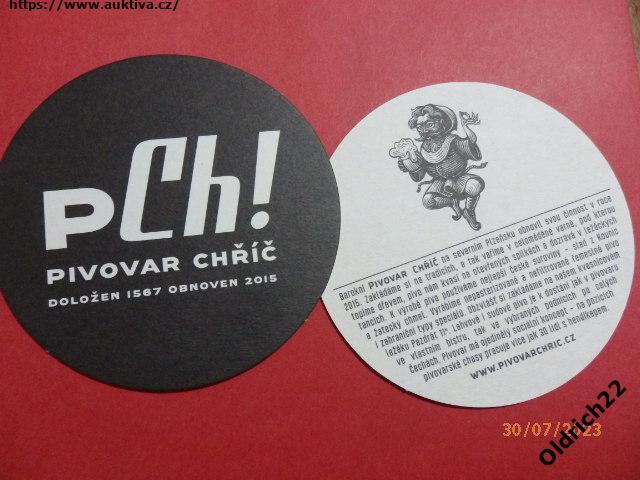 https://www.auktiva.cz/
PCh!
PIVOVAR CHŘÍČ
DOLOŽEN 1567 OBNOVEN 2015
Barokní PIVOVAR CHŘÍČ na severním Plzeňsku obnovil svou činnost v roce
2015. Zakládáme si na tradicích, a tak vaříme v celoměděné varně, pod kterou
topíme dřevem, pivo nám kvasí na otevřených spilkách a dozrává v ležáckých
tancích. K výrobě piva používáme nejlepší české suroviny - slad z Kounic
a žatecký chmel. Vyrábíme nepasterizované a nefiltrované řemeslné pivo
i zahraniční typy speciálů. Obzvlášť si zakládáme na našem kvasnicovém
ležáku Pazdrát 11°. Lahvové i sudové pivo je k dostání jak v pivovaru
ve vlastním bistru, tak ve vybraných podnicích po celých
Čechách. Pivovar má ojedinělý sociální koncept - na pozicích
pivovarské chasy pracuje více jak 30 lidí s hendikepem.
WWW.PIVOVARCHRIC.CZ
30/07/2023
Oldrich22